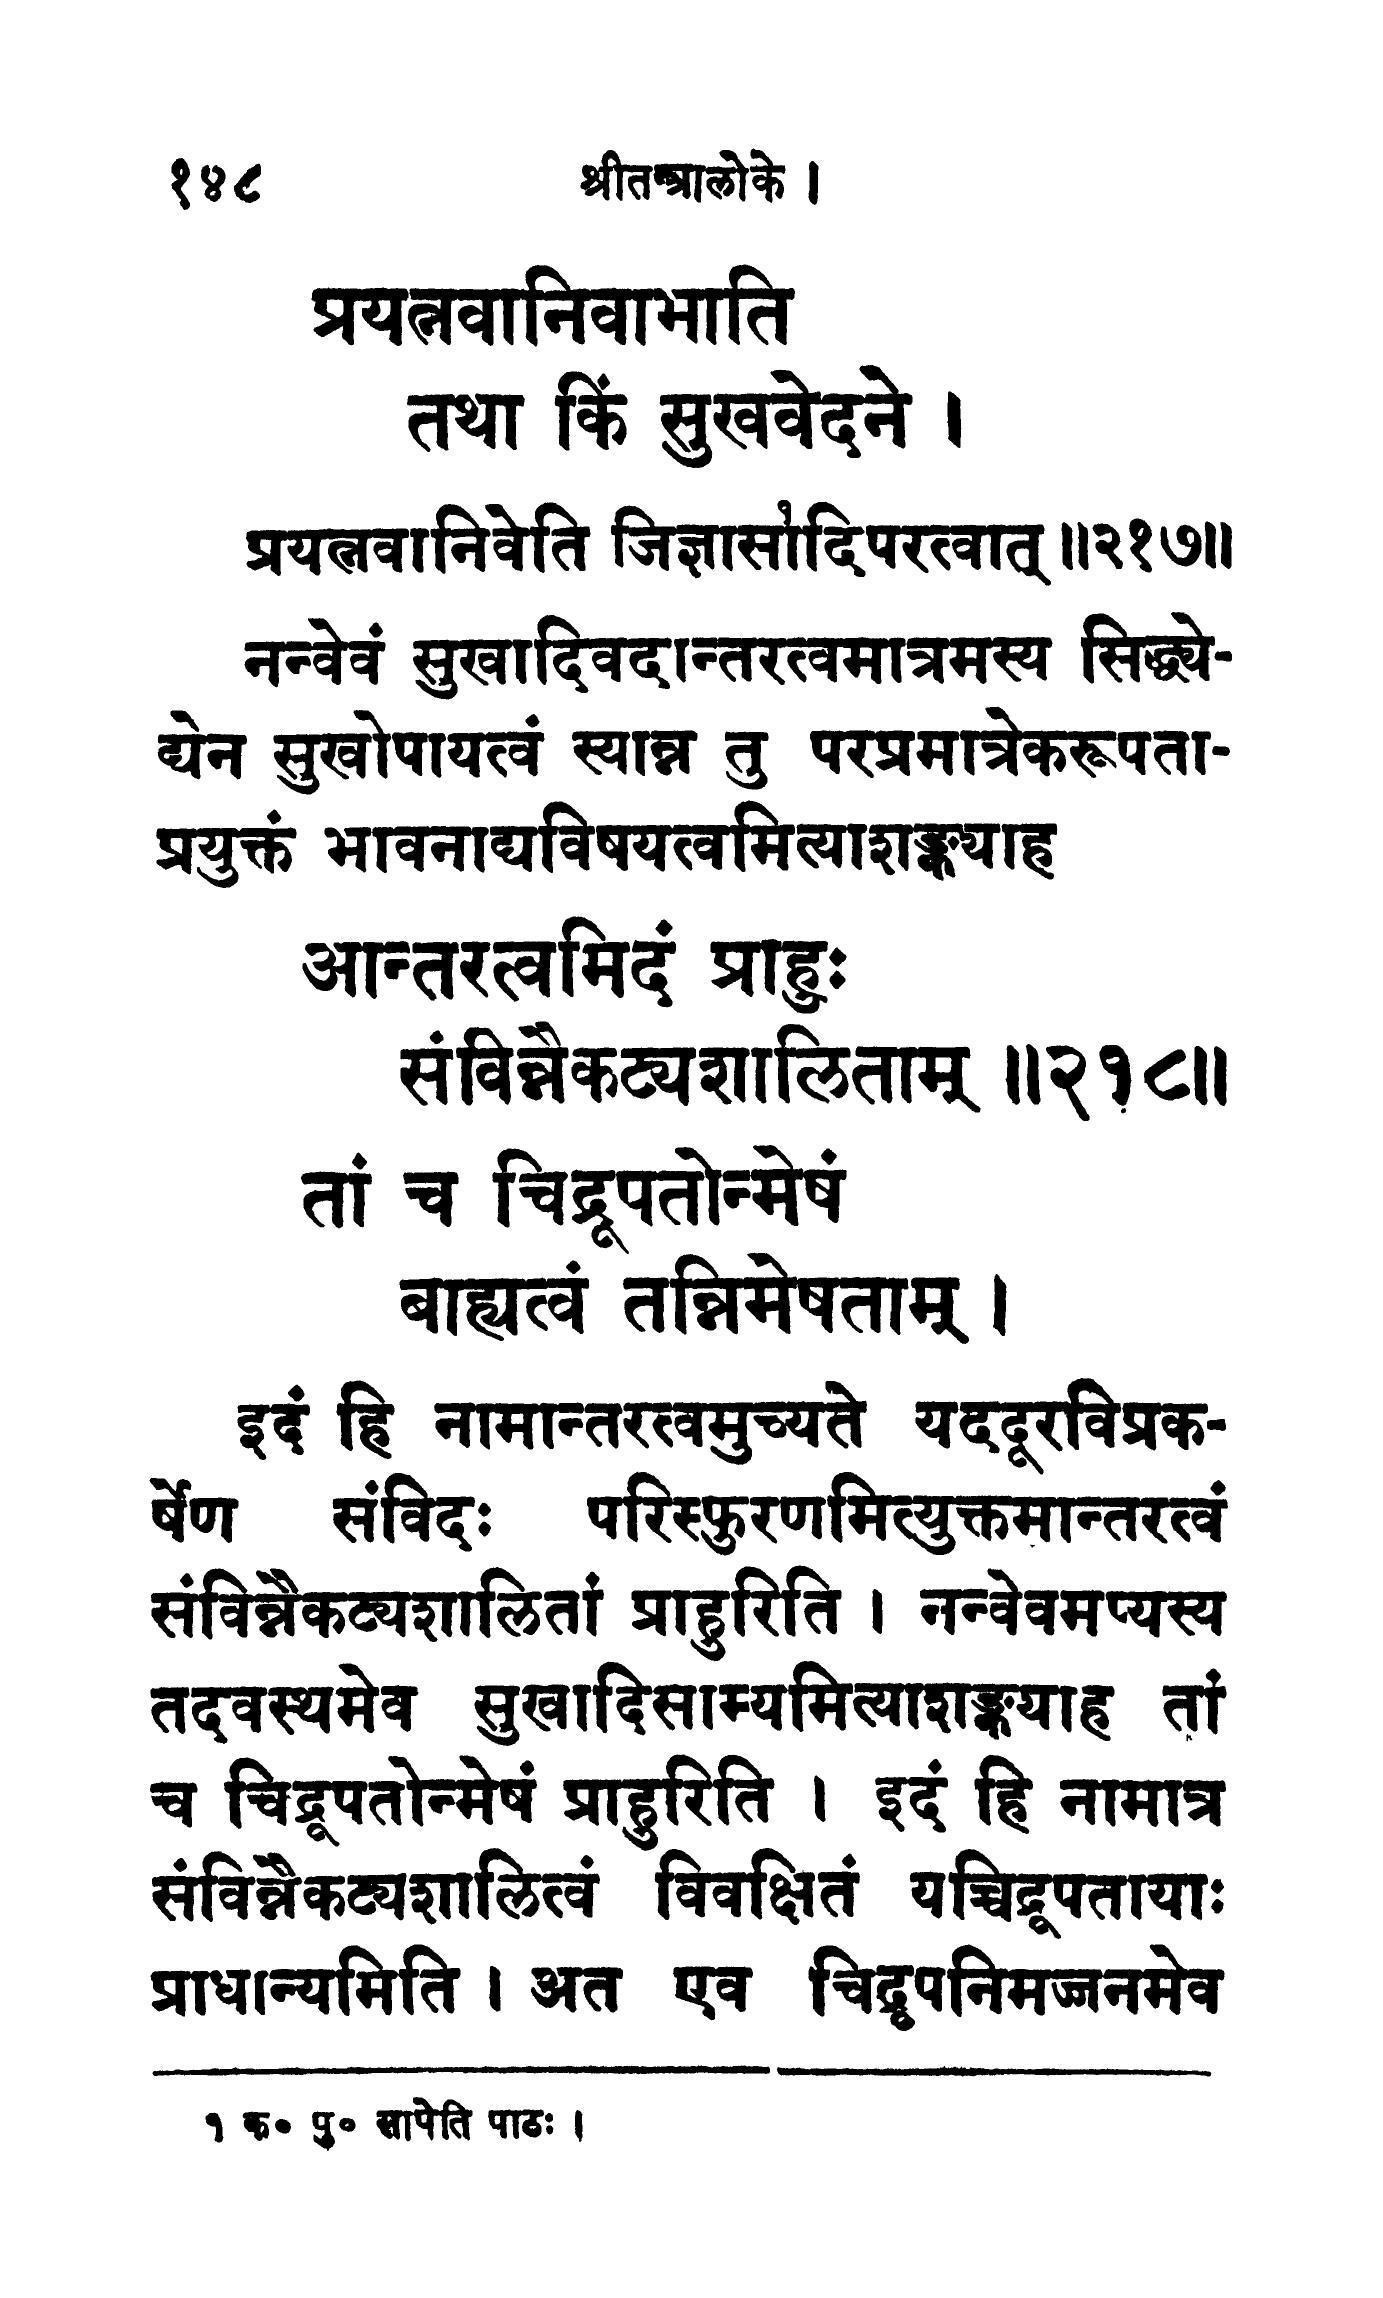 १४८ श्रीतन्त्रालोके ।
प्रयत्नवानिवाभाति
तथा किं सुखवेदने ।
प्रयत्नवानिवेति जिज्ञासा१दिपरत्वात् ॥२१७॥
नन्वेवं सुखादिवदान्तरत्वमात्रमस्य सिद्ध्ये-
द्येन सुखोपायत्वं स्यान्न तु परप्रमात्रेकरूपता-
प्रयुक्तं भावनाद्यविषयत्वमित्याशङ्क्याह
आन्तरत्वमिदं प्राहुः
संविन्नैकट्यशालिताम् ॥२१८॥
तां च चिद्रूपतोन्मेषं
बाह्यत्वं तन्निमेषताम् ।
इदं हि नामान्तरत्वमुच्यते यददूरविप्रक-
र्षेण संविदः परिस्फुरणमित्युक्तमान्तरत्वं
संविन्नैकट्यशालितां प्राहुरिति । नन्वेवमप्यस्य
तदवस्थमेव सुखादिसाम्यमित्याशङ्क्याह तां
च चिद्रूपतोन्मेषं प्राहुरिति । इदं हि नामात्र
संविन्नैकट्यशालित्वं विवक्षितं यच्चिद्रूपतायाः
प्राधान्यमिति । अत एव चिद्रूपनिमज्जनमेव
१ क० पु० सापेति पाठः ।